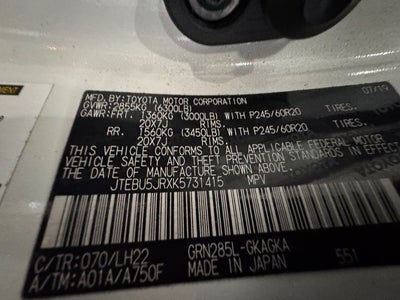 MFD.BY:TOYOTA MOTOR CORPORATION 07/19
GVWR:2855KG (6300LB)
GAWR:FRT. 1360KG (3000LB) WITH P245/60R20 TIRES,
20X7J RIMS,
RR. 1560KG (3450LB) WITH P245/60R20 TIRES,
20X7J RIMS,
THIS VEHICLE CONFORMS TO ALL APPLICABLE FEDERAL MOTOR
VEHICLE SAFETY AND THEFT PREVENTION STANDARDS IN EFFECT ON
THE DATE OF MANUFACTURE SHOWN ABOVE.
JTEBU5JRXK5731415 MPV
C/TR: 070/LH22 GRN285L-GKAGKA
A/TM: A01A/A750F MADE IN JAPAN 551